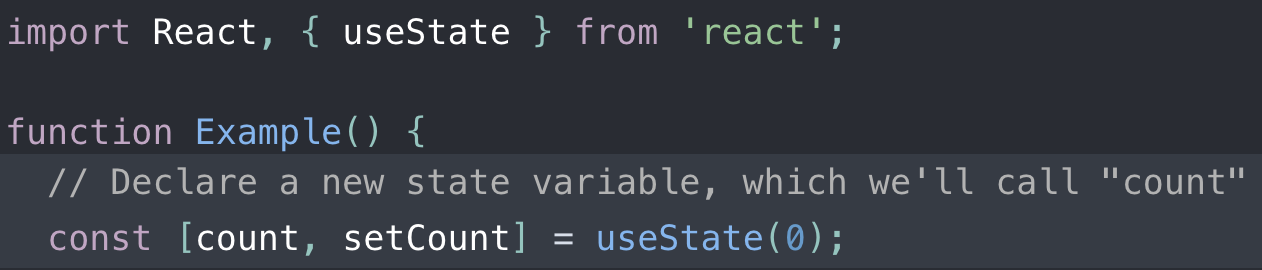 import React, { useState } from 'react';
function Example() {
// Declare a new state variable, which we'll call "count"
const [count, setCount] = useState(0);